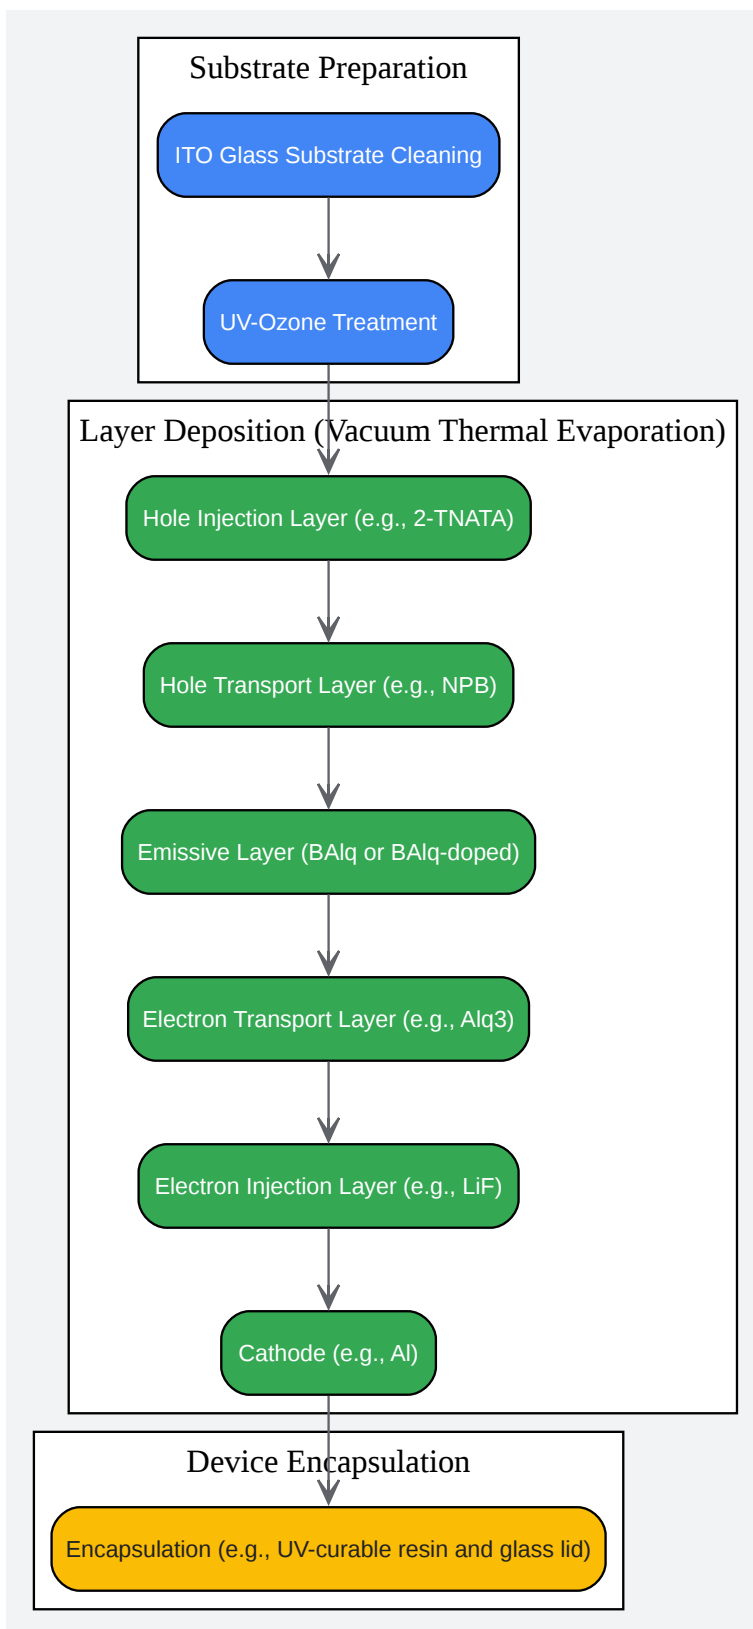 Substrate Preparation
ITO Glass Substrate Cleaning
UV-Ozone Treatment
Layer Deposition (Vacuum Thermal Evaporation)
Hole Injection Layer (e.g., 2-TNATA)
Hole Transport Layer (e.g., NPB)
Emissive Layer (BAlq or BAlq-doped)
Electron Transport Layer (e.g., Alq3)
Electron Injection Layer (e.g., LiF)
Cathode (e.g., Al)
Device Encapsulation
Encapsulation (e.g., UV-curable resin and glass lid)